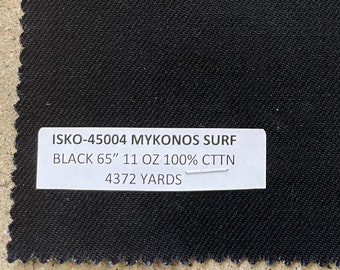 ISKO-45004 MYKONOS SURF
BLACK 65” 11 OZ 100% CTTN
4372 YARDS